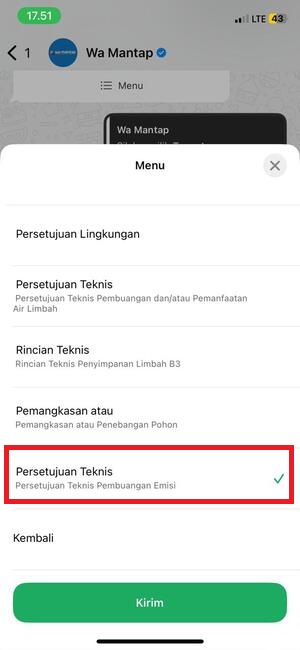 17.51
LTE 43
1
Wa Mantap
Menu
Wa Mantap
Menu
Persetujuan Lingkungan
Persetujuan Teknis
Persetujuan Teknis Pembuangan dan/atau Pemanfaatan
Air Limbah
Rincian Teknis
Rincian Teknis Penyimpanan Limbah B3
Pemangkasan atau
Pemangkasan atau Penebangan Pohon
Persetujuan Teknis
Persetujuan Teknis Pembuangan Emisi
Kembali
Kirim